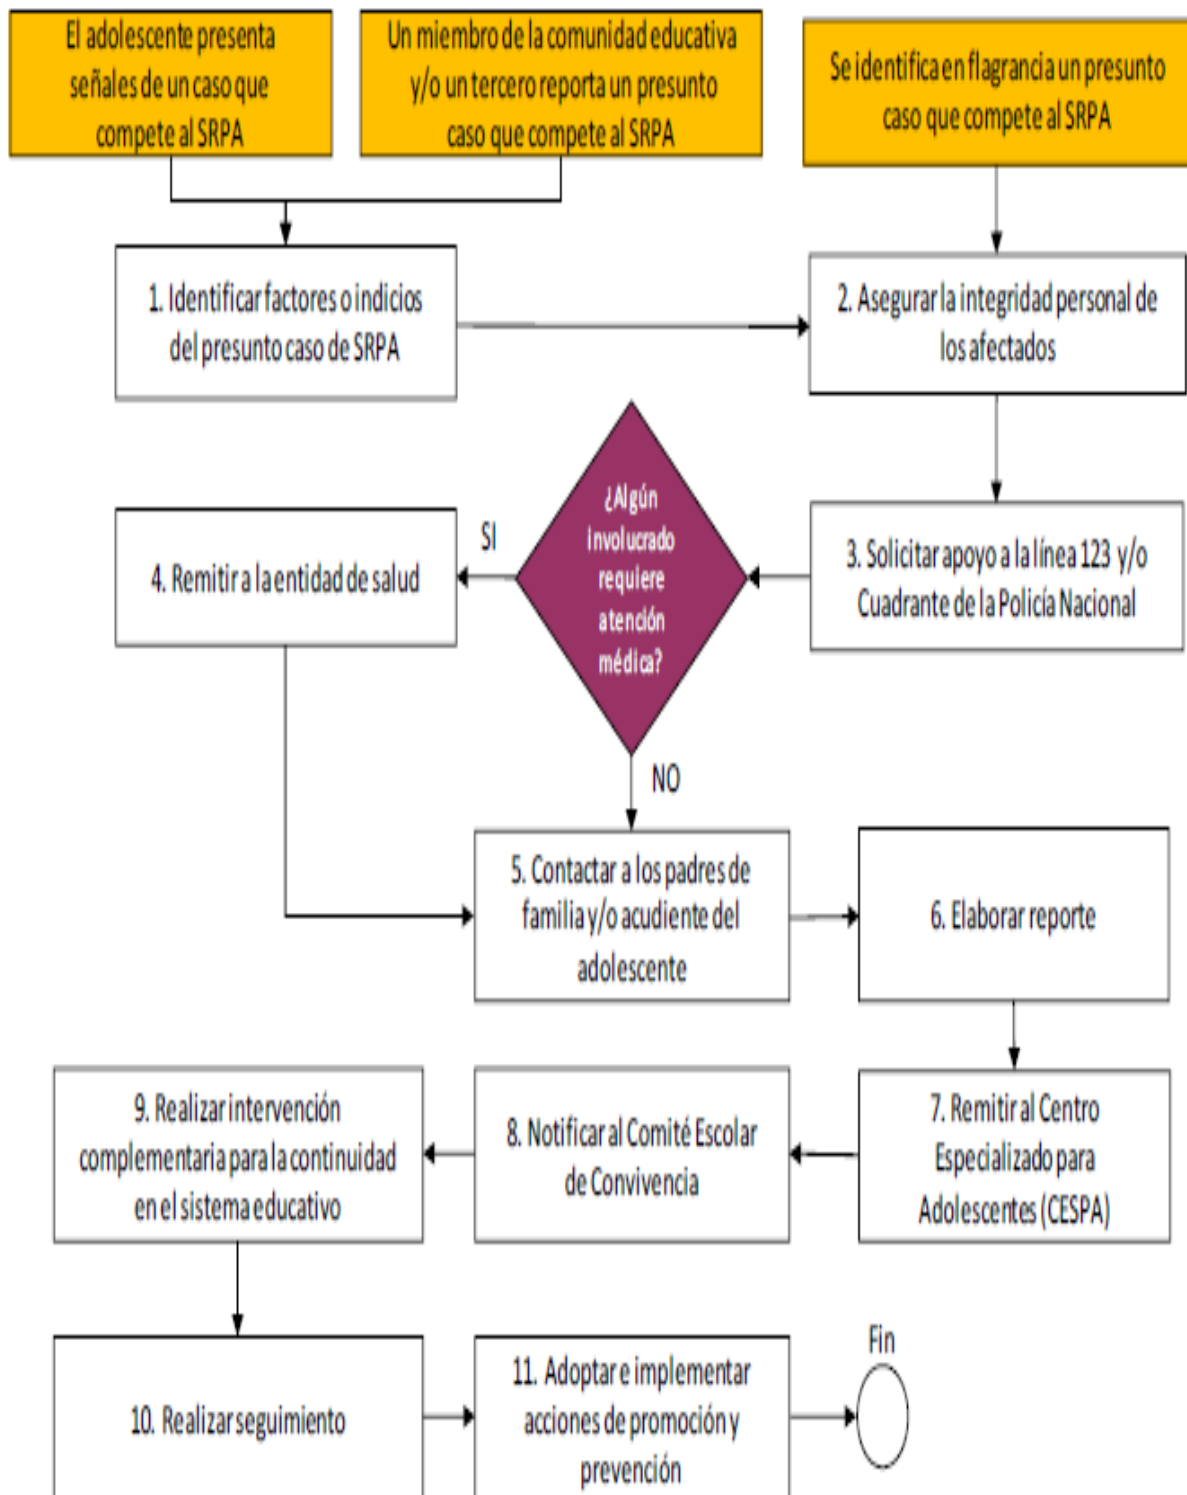 El adolescente presenta
señales de un caso que
compete al SRPA
Un miembro de la comunidad educativa
y/o un tercero reporta un presunto
caso que compete al SRPA
Se identifica en flagrancia un presunto
caso que compete al SRPA
1. Identificar factores o indicios
del presunto caso de SRPA
2. Asegurar la integridad personal de
los afectados
¿Algún
involucrado
requiere
atención
médica?
SI
NO
3. Solicitar apoyo a la línea 123 y/o
Cuadrante de la Policía Nacional
4. Remitir a la entidad de salud
5. Contactar a los padres de
familia y/o acudiente del
adolescente
6. Elaborar reporte
7. Remitir al Centro
Especializado para
Adolescentes (CESPA)
8. Notificar al Comité Escolar
de Convivencia
9. Realizar intervención
complementaria para la continuidad
en el sistema educativo
10. Realizar seguimiento
11. Adoptar e implementar
acciones de promoción y
prevención
Fin